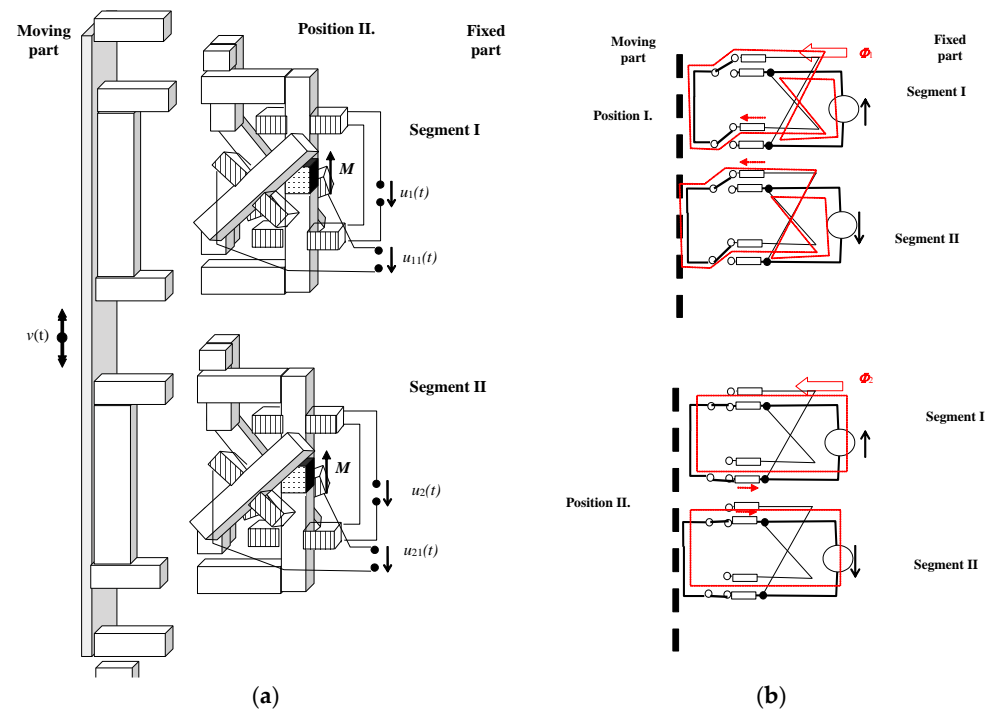 Moving
part
Position II.
Fixed
part
Segment I
M
u1(t)
u11(t)
v(t)
Segment II
M
u2(t)
u21(t)
(a)
Moving
part
Φ1
Fixed
part
Segment I
Position I.
Segment II
Φ2
Segment I
Position II.
Segment II
(b)